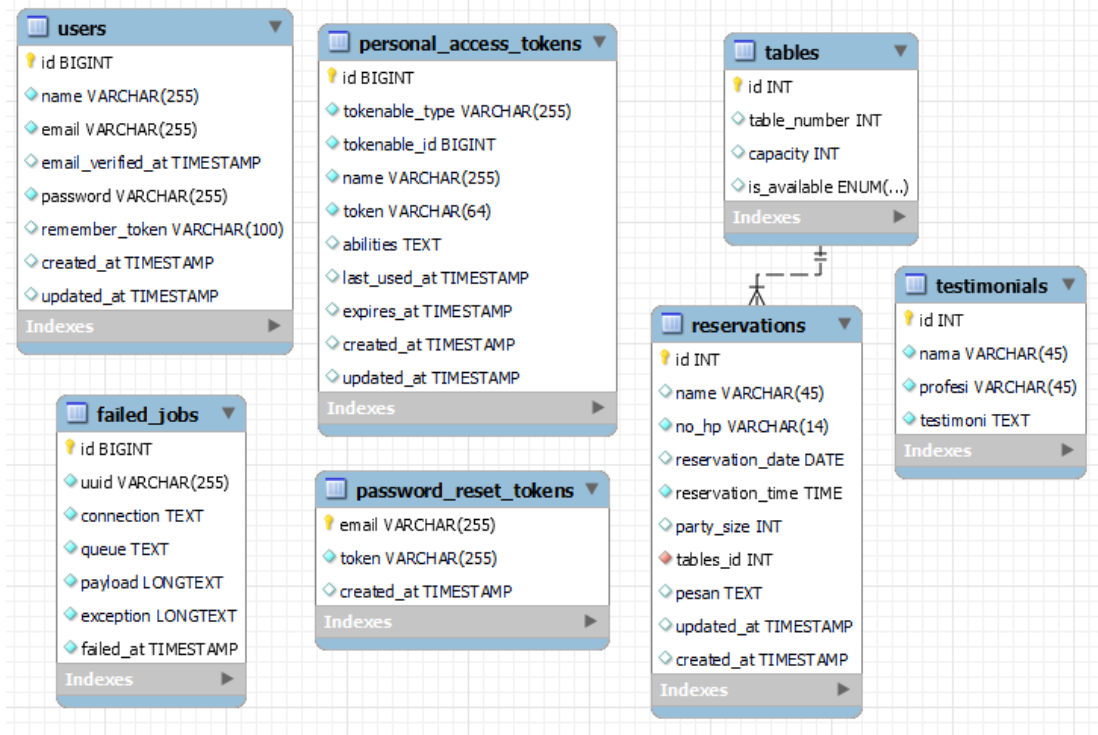 users
id BIGINT
name VARCHAR(255)
email VARCHAR(255)
email_verified_at TIMESTAMP
password VARCHAR(255)
remember_token VARCHAR(100)
created_at TIMESTAMP
updated_at TIMESTAMP
Indexes
personal_access_tokens
id BIGINT
tokenable_type VARCHAR(255)
tokenable_id BIGINT
name VARCHAR(255)
token VARCHAR(64)
abilities TEXT
last_used_at TIMESTAMP
expires_at TIMESTAMP
created_at TIMESTAMP
updated_at TIMESTAMP
Indexes
tables
id INT
table_number INT
capacity INT
is_available ENUM(...)
Indexes
testimonials
id INT
nama VARCHAR(45)
profesi VARCHAR(45)
testimoni TEXT
Indexes
reservations
id INT
name VARCHAR(45)
no_hp VARCHAR(14)
reservation_date DATE
reservation_time TIME
party_size INT
tables_id INT
pesan TEXT
updated_at TIMESTAMP
created_at TIMESTAMP
Indexes
failed_jobs
id BIGINT
uuid VARCHAR(255)
connection TEXT
queue TEXT
payload LONGTEXT
exception LONGTEXT
failed_at TIMESTAMP
Indexes
password_reset_tokens
email VARCHAR(255)
token VARCHAR(255)
created_at TIMESTAMP
Indexes